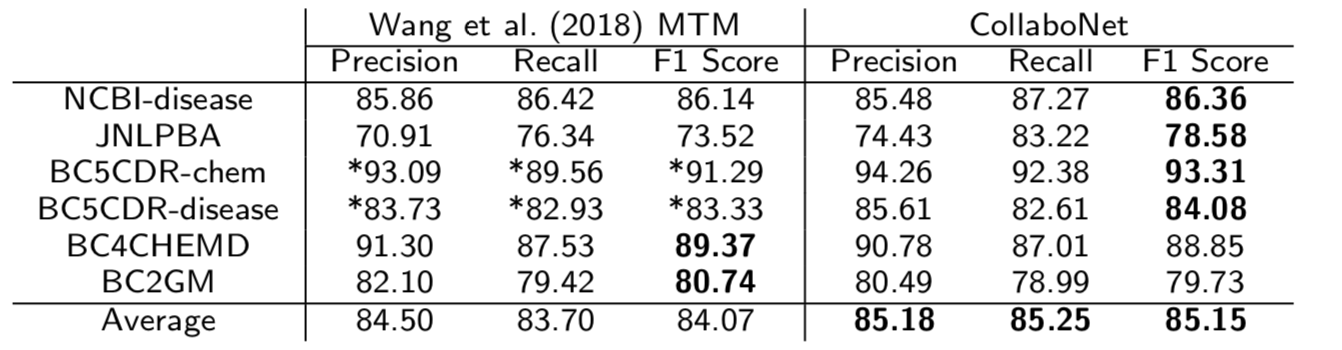 Wang et al. (2018) MTM CollaboNet
Precision Recall F1 Score Precision Recall F1 Score
NCBI-disease 85.86 86.42 86.14 85.48 87.27 86.36
JNLPBA 70.91 76.34 73.52 74.43 83.22 78.58
BC5CDR-chem *93.09 *89.56 *91.29 94.26 92.38 93.31
BC5CDR-disease *83.73 *82.93 *83.33 85.61 82.61 84.08
BC4CHEMD 91.30 87.53 89.37 90.78 87.01 88.85
BC2GM 82.10 79.42 80.74 80.49 78.99 79.73
Average 84.50 83.70 84.07 85.18 85.25 85.15